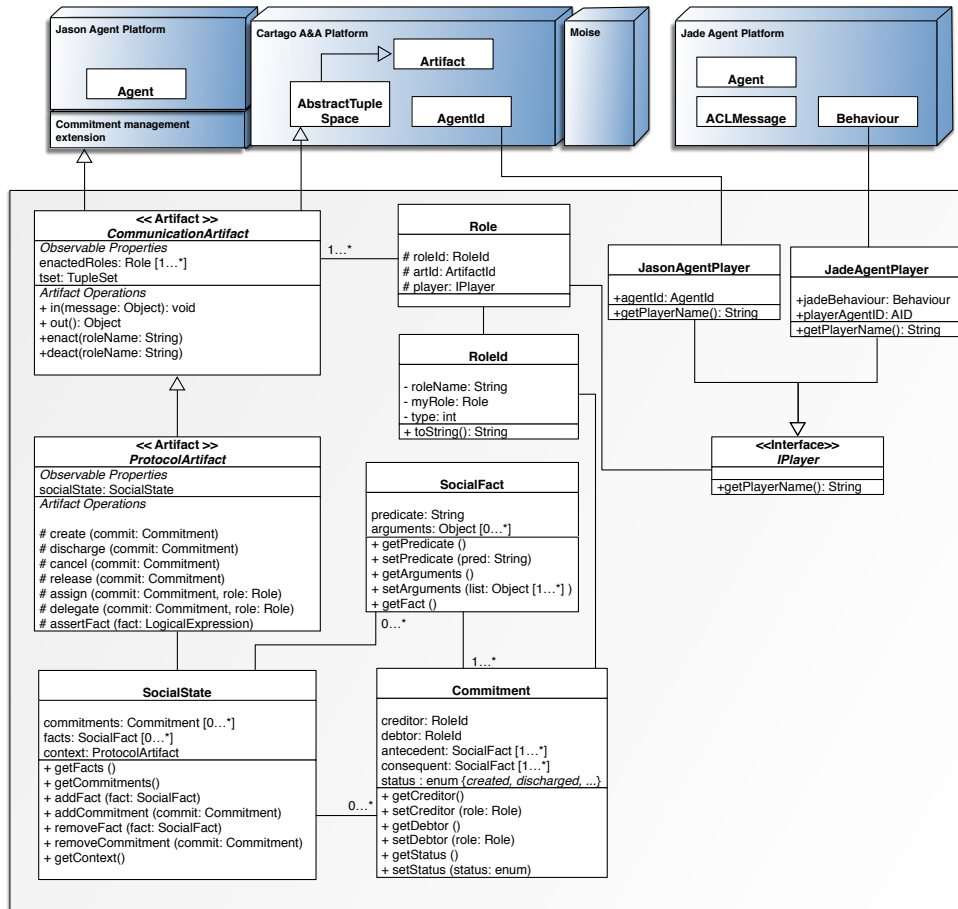 Jason Agent Platform
Agent
Commitment management
extension
Cartago A&A Platform
Artifact
AbstractTuple
Space
AgentId
Moise
Jade Agent Platform
Agent
ACLMessage
Behaviour
<< Artifact >>
CommunicationArtifact
Observable Properties
enactedRoles: Role [1...*]
tset: TupleSet
Artifact Operations
+ in(message: Object): void
+ out(): Object
+enact(roleName: String)
+deact(roleName: String)
1...*
Role
# roleId: RoleId
# artId: ArtifactId
# player: IPlayer
JasonAgentPlayer
+agentId: AgentId
+getPlayerName(): String
JadeAgentPlayer
+jadeBehaviour: Behaviour
+playerAgentID: AID
+getPlayerName(): String
RoleId
- roleName: String
- myRole: Role
- type: int
+ toString(): String
<< Artifact >>
ProtocolArtifact
Observable Properties
socialState: SocialState
Artifact Operations
# create (commit: Commitment)
# discharge (commit: Commitment)
# cancel (commit: Commitment)
# release (commit: Commitment)
# assign (commit: Commitment, role: Role)
# delegate (commit: Commitment, role: Role)
# assertFact (fact: LogicalExpression)
<<Interface>>
IPlayer
+getPlayerName(): String
SocialFact
predicate: String
arguments: Object [0...*]
+ getPredicate ()
+ setPredicate (pred: String)
+ getArguments ()
+ setArguments (list: Object [1...*] )
+ getFact ()
0...*
1...*
SocialState
commitments: Commitment [0...*]
facts: SocialFact [0...*]
context: ProtocolArtifact
+ getFacts ()
+ getCommitments()
+ addFact (fact: SocialFact)
+ addCommitment (commit: Commitment)
+ removeFact (fact: SocialFact)
+ removeCommitment (commit: Commitment)
+ getContext()
0...*
Commitment
creditor: RoleId
debtor: RoleId
antecedent: SocialFact [1...*]
consequent: SocialFact [1...*]
status : enum {created, discharged, ...}
+ getCreditor()
+ setCreditor (role: Role)
+ getDebtor ()
+ setDebtor (role: Role)
+ getStatus ()
+ setStatus (status: enum)